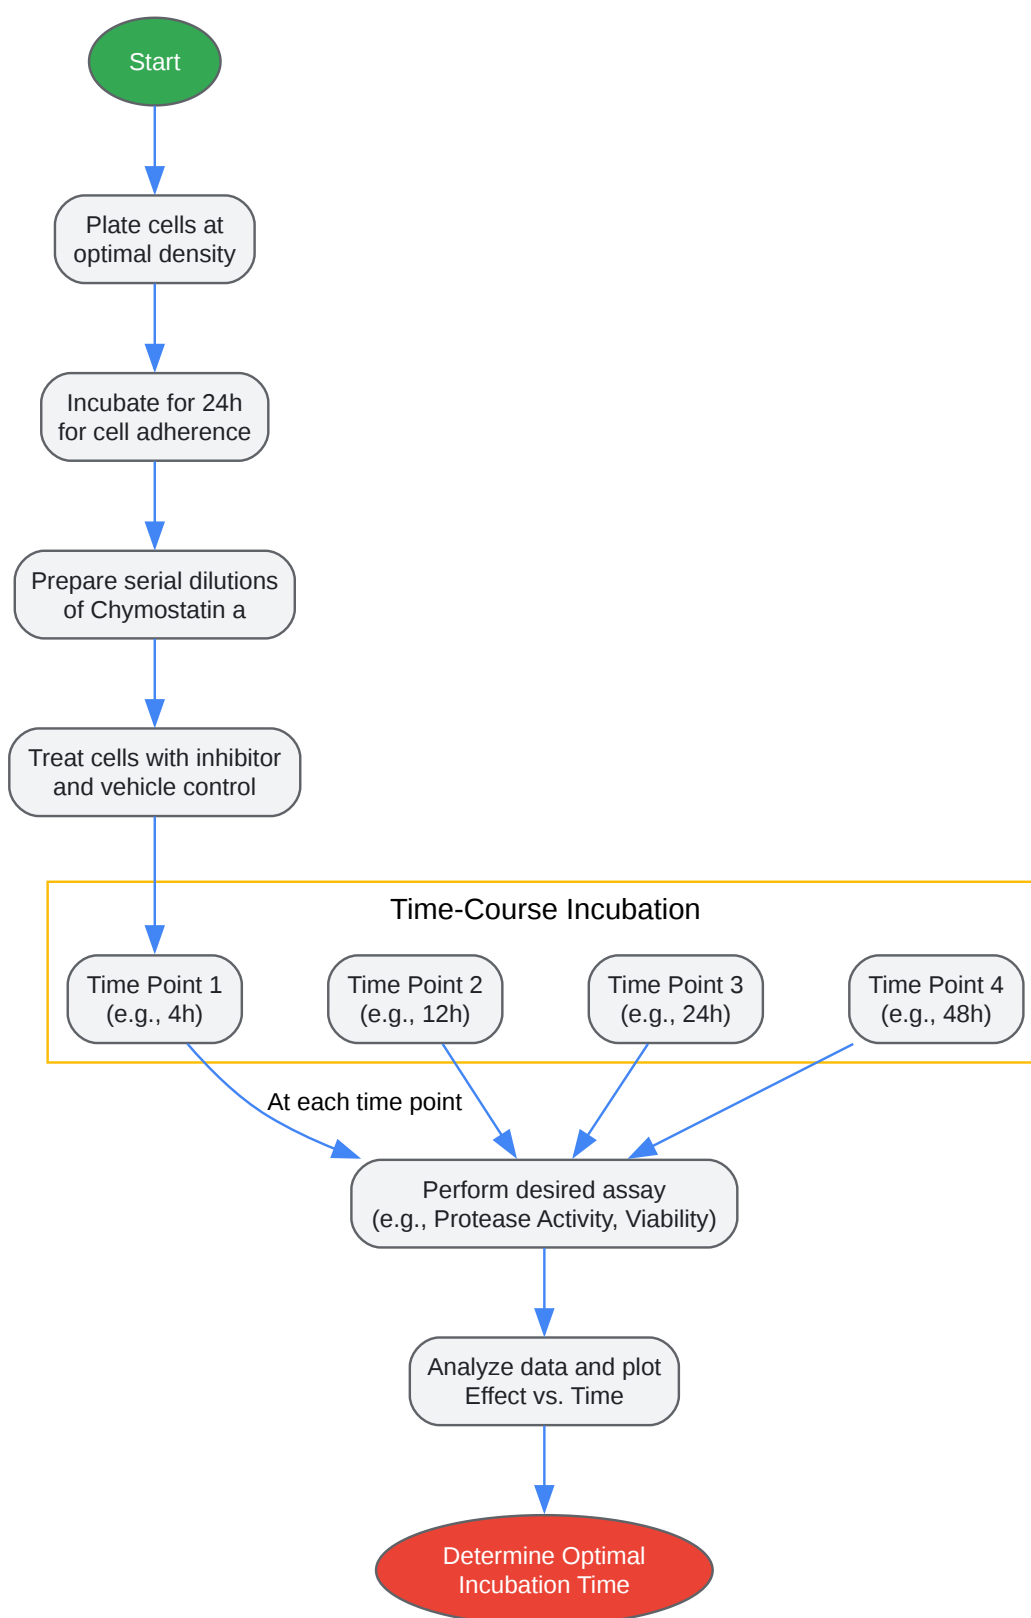 Start
Plate cells at
optimal density
Incubate for 24h
for cell adherence
Prepare serial dilutions
of Chymostatin a
Treat cells with inhibitor
and vehicle control
Time-Course Incubation
Time Point 1
(e.g., 4h)
Time Point 2
(e.g., 12h)
Time Point 3
(e.g., 24h)
Time Point 4
(e.g., 48h)
At each time point
Perform desired assay
(e.g., Protease Activity, Viability)
Analyze data and plot
Effect vs. Time
Determine Optimal
Incubation Time